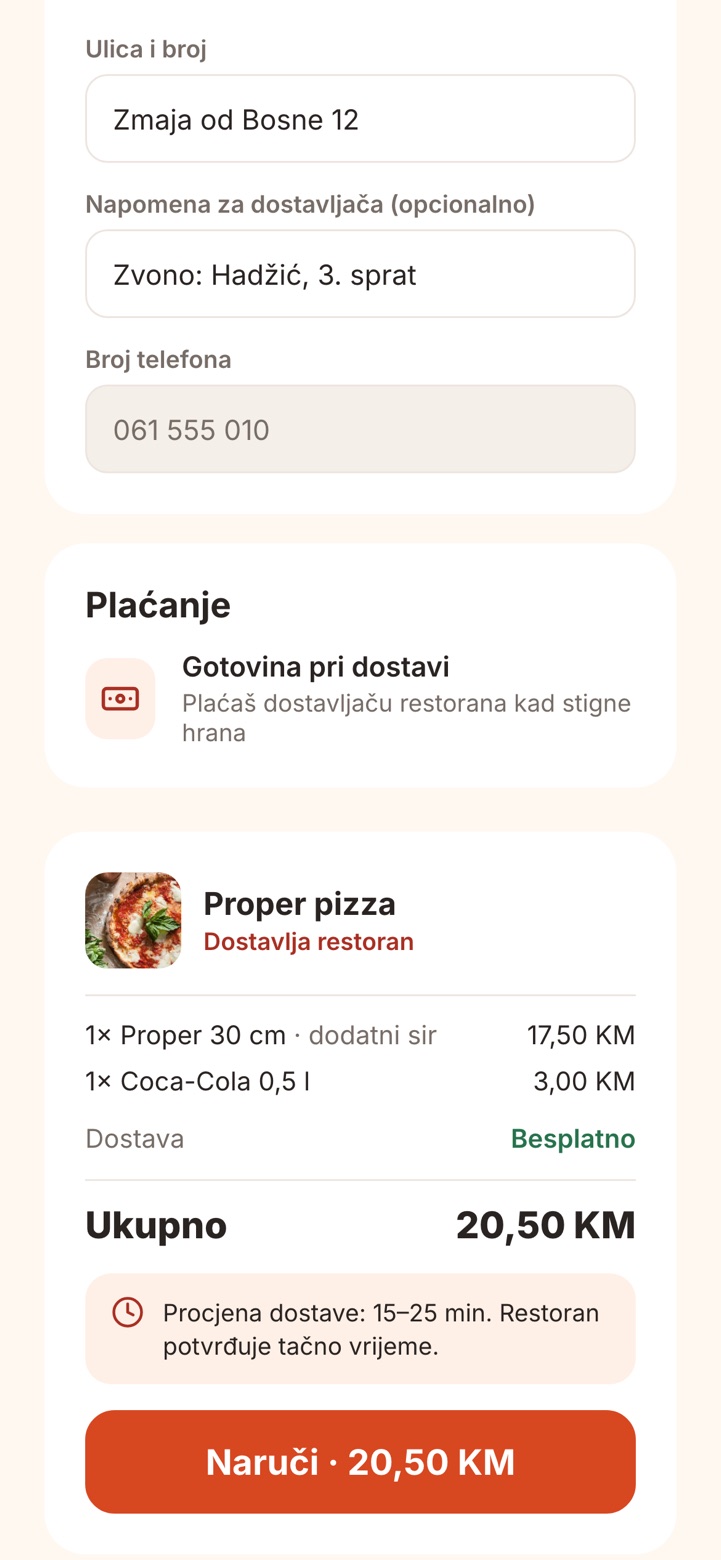 Ulica i broj
Zmaja od Bosne 12
Napomena za dostavljača (opcionalno)
Zvono: Hadžić, 3. sprat
Broj telefona
061 555 010
Plaćanje
Gotovina pri dostavi
Plaćaš dostavljaču restorana kad stigne
hrana
Proper pizza
Dostavlja restoran
1× Proper 30 cm · dodatni sir 17,50 KM
1× Coca-Cola 0,5 l 3,00 KM
Dostava Besplatno
Ukupno 20,50 KM
Procjena dostave: 15–25 min. Restoran
potvrđuje tačno vrijeme.
Naruči · 20,50 KM